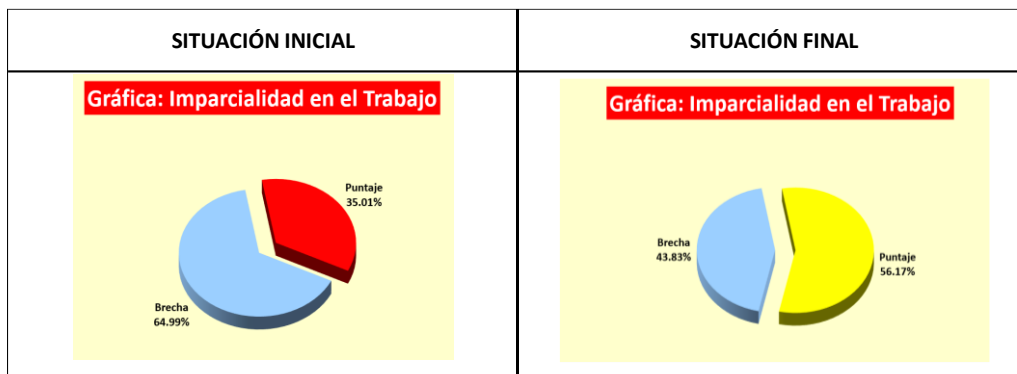 SITUACIÓN INICIAL
SITUACIÓN FINAL
Gráfica: Imparcialidad en el Trabajo
Puntaje
35.01%
Brecha
64.99%
Gráfica: Imparcialidad en el Trabajo
Brecha
43.83%
Puntaje
56.17%